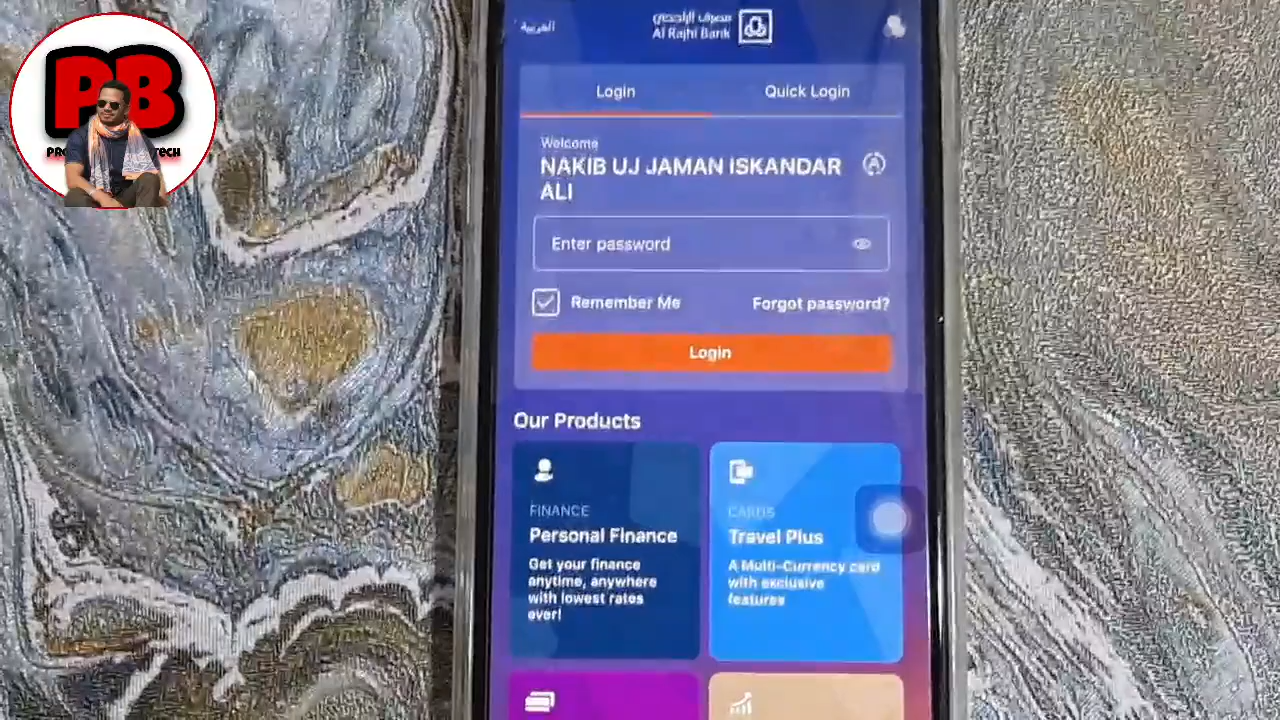 PB
TECH
العربية
مصرف الراجحي
Al Rajhi Bank
Login
Quick Login
Welcome
NAKIB UJ JAMAN ISKANDAR
ALI
Enter password
Remember Me
Forgot password?
Login
Our Products
FINANCE
Personal Finance
Get your finance
anytime, anywhere
with lowest rates
ever!
CARDS
Travel Plus
A Multi-Currency card
with exclusive
features